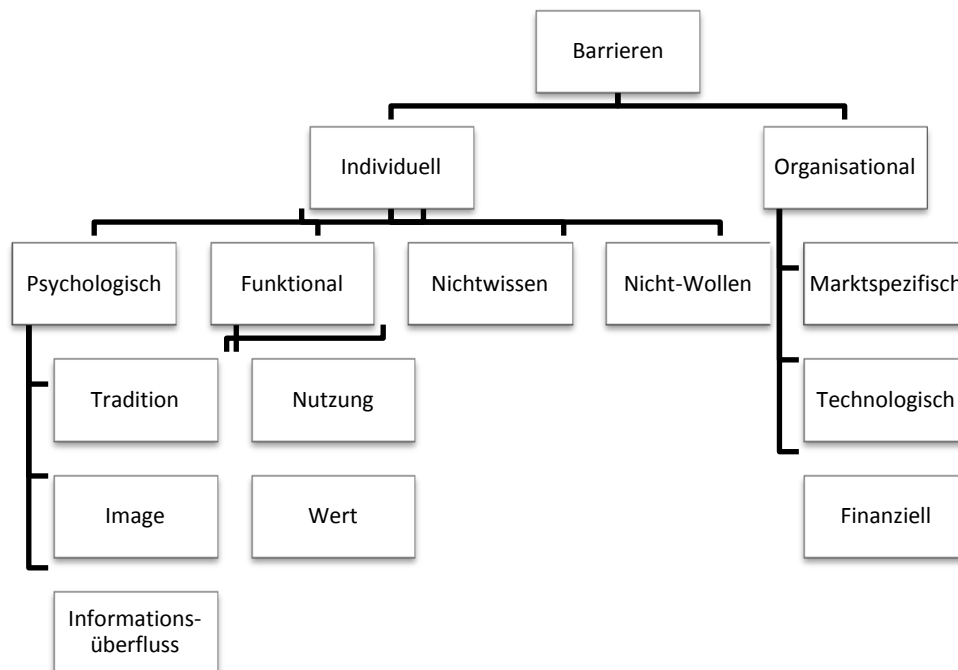 Barrieren
Individuell
Organisational
Psychologisch
Funktional
Nichtwissen
Nicht-Wollen
Marktspezifisch
Tradition
Nutzung
Technologisch
Image
Wert
Finanziell
Informations-
überfluss